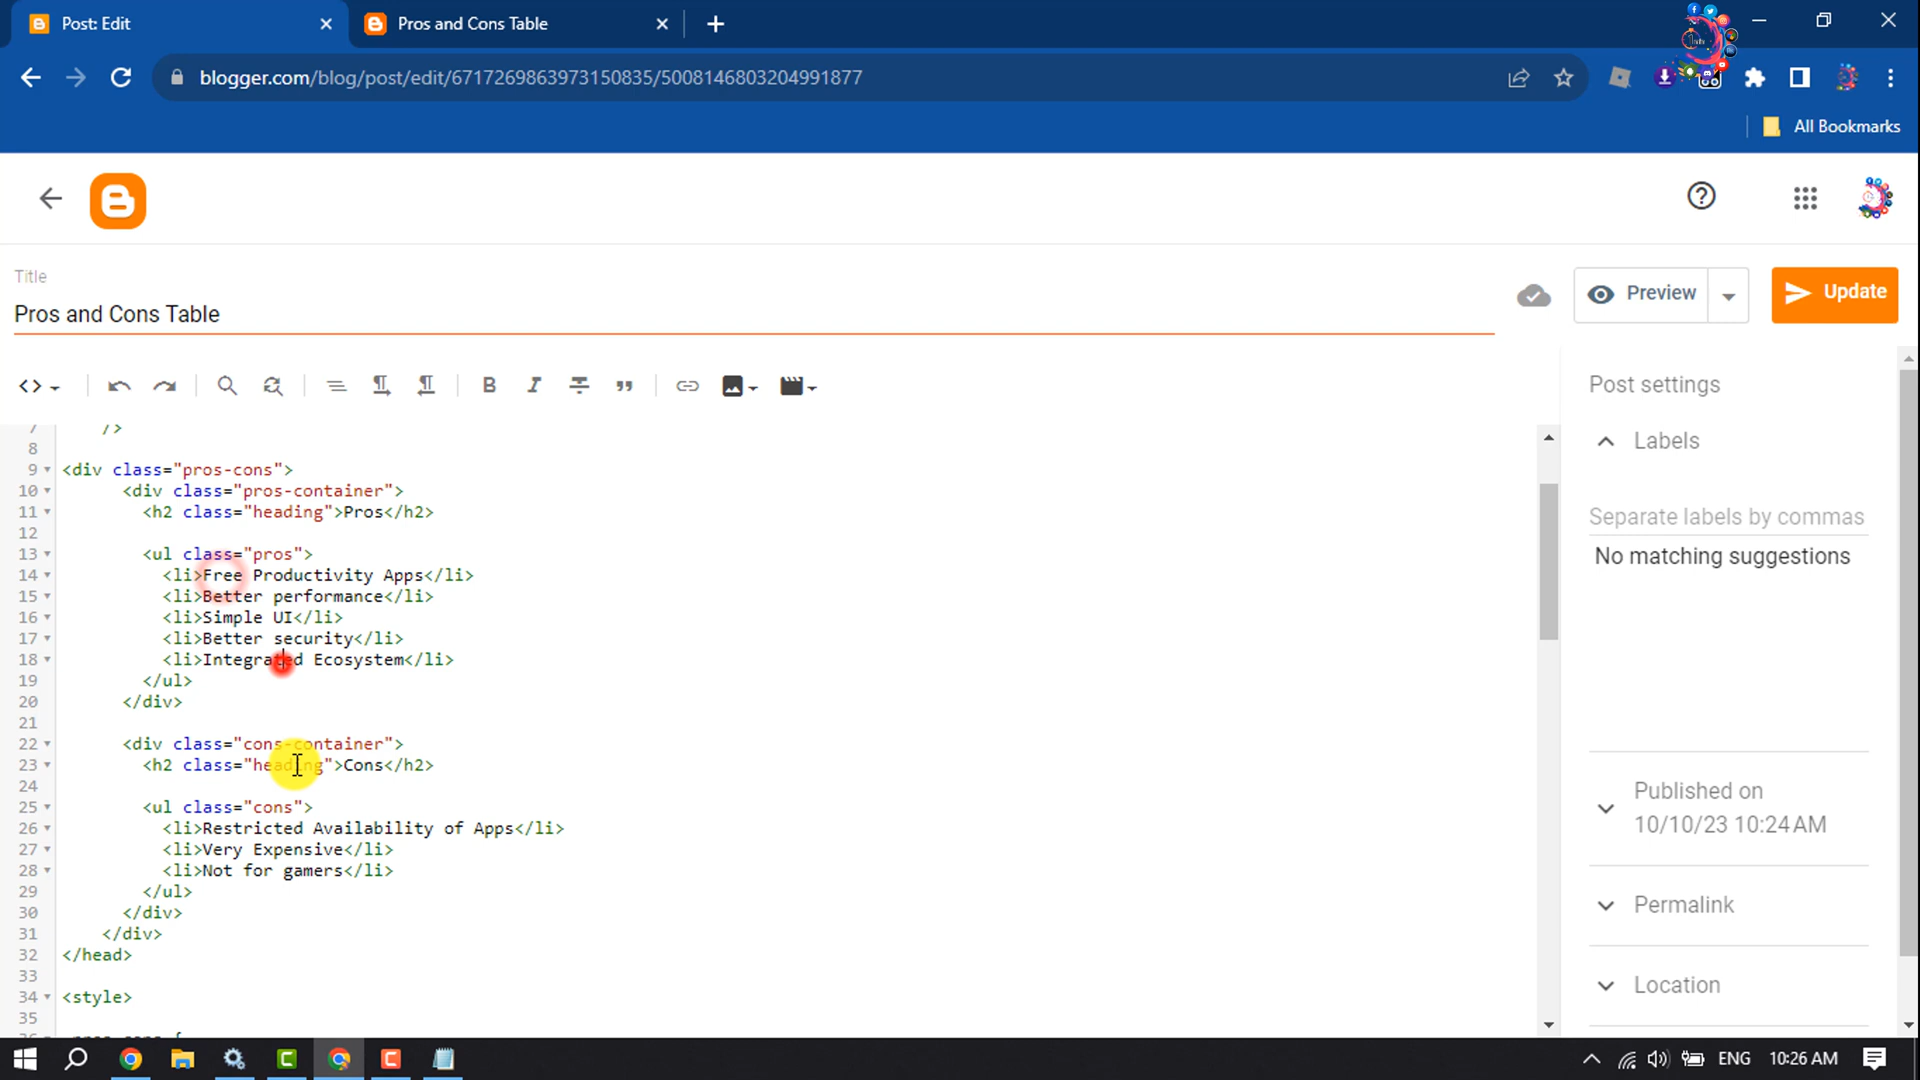 Post: Edit
Pros and Cons Table
blogger.com/blog/post/edit/6717269863973150835/5008146803204991877
All Bookmarks
Title
Pros and Cons Table
Preview
Update
7 />
8
9 <div class="pros-cons">
10 <div class="pros-container">
11 <h2 class="heading">Pros</h2>
12
13 <ul class="pros">
14 <li>Free Productivity Apps</li>
15 <li>Better performance</li>
16 <li>Simple UI</li>
17 <li>Better security</li>
18 <li>Integrated Ecosystem</li>
19 </ul>
20 </div>
21
22 <div class="cons-container">
23 <h2 class="heading">Cons</h2>
24
25 <ul class="cons">
26 <li>Restricted Availability of Apps</li>
27 <li>Very Expensive</li>
28 <li>Not for gamers</li>
29 </ul>
30 </div>
31 </div>
32 </head>
33
34 <style>
35
Post settings
Labels
Separate labels by commas
No matching suggestions
Published on
10/10/23 10:24 AM
Permalink
Location
ENG
10:26 AM